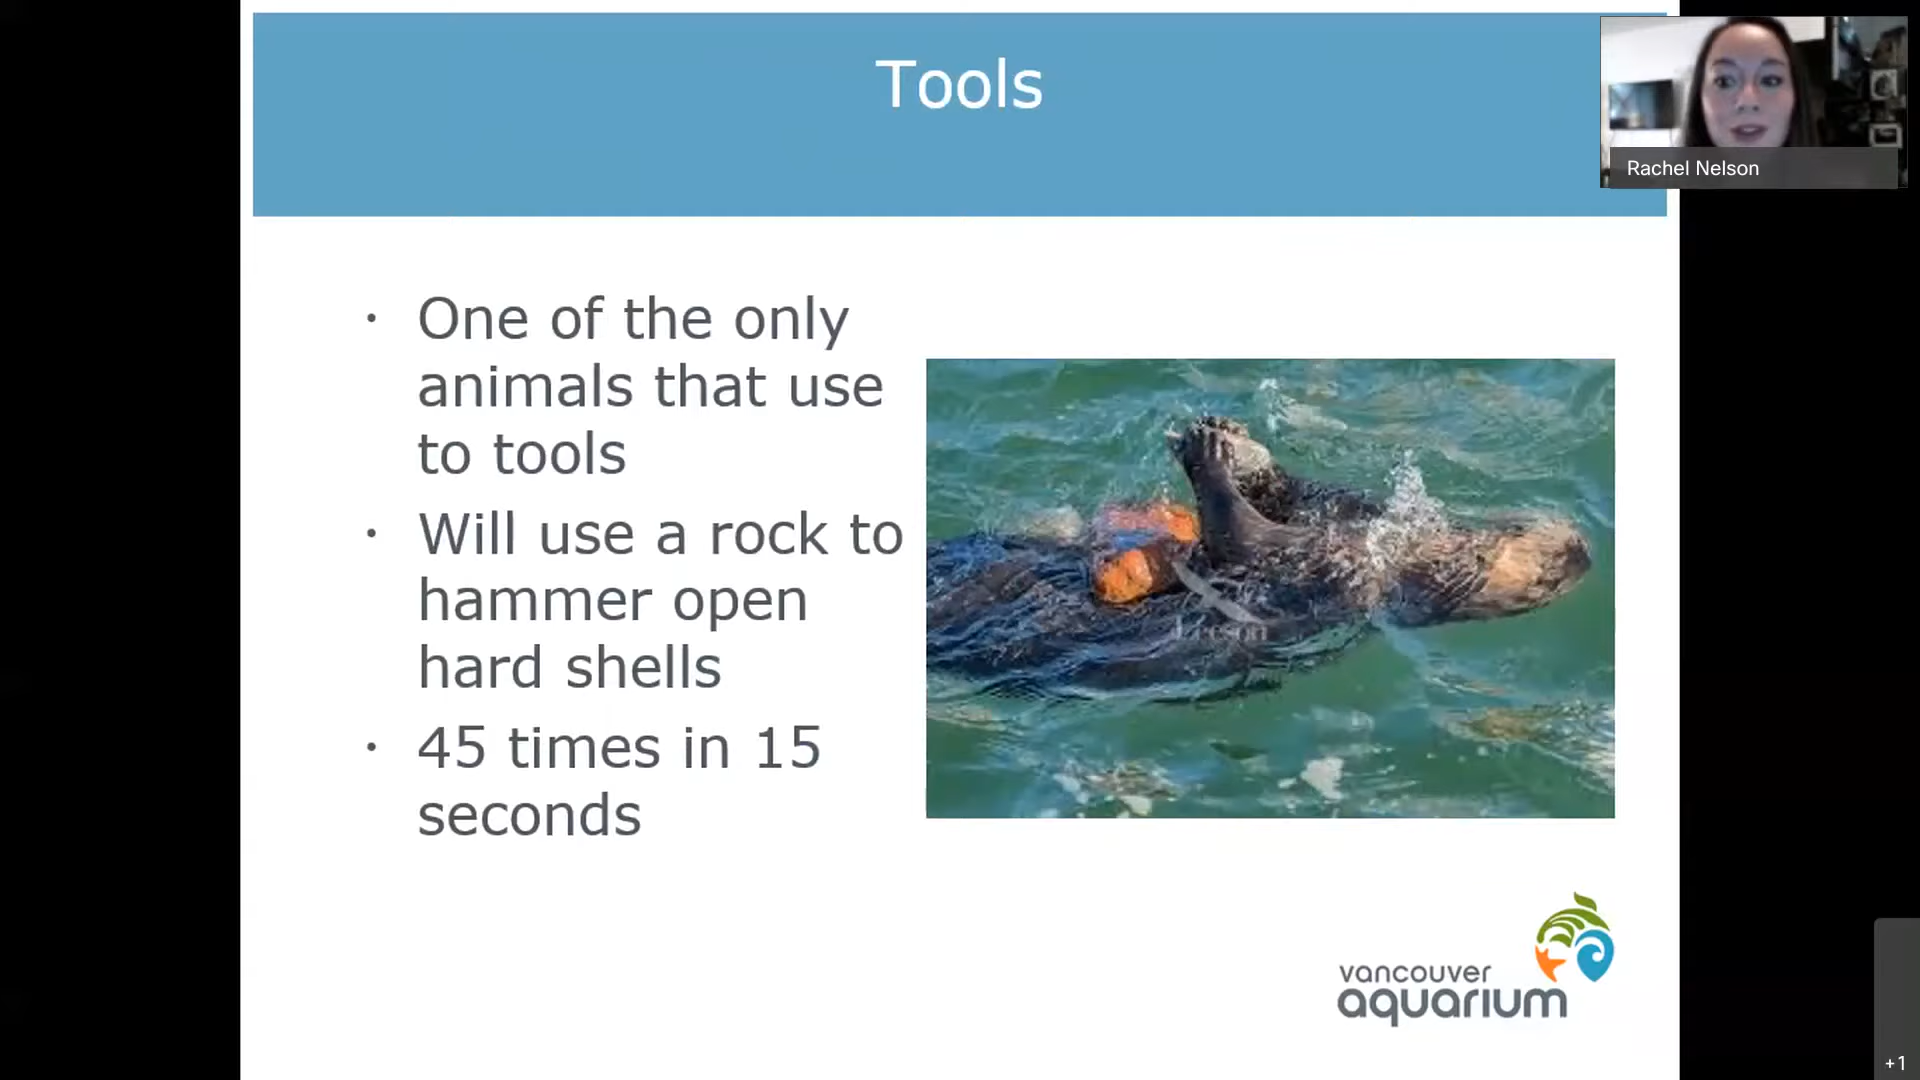 Tools
Rachel Nelson
· One of the only
animals that use
to tools
· Will use a rock to
hammer open
hard shells
· 45 times in 15
seconds
vancouver
aquarium
+1